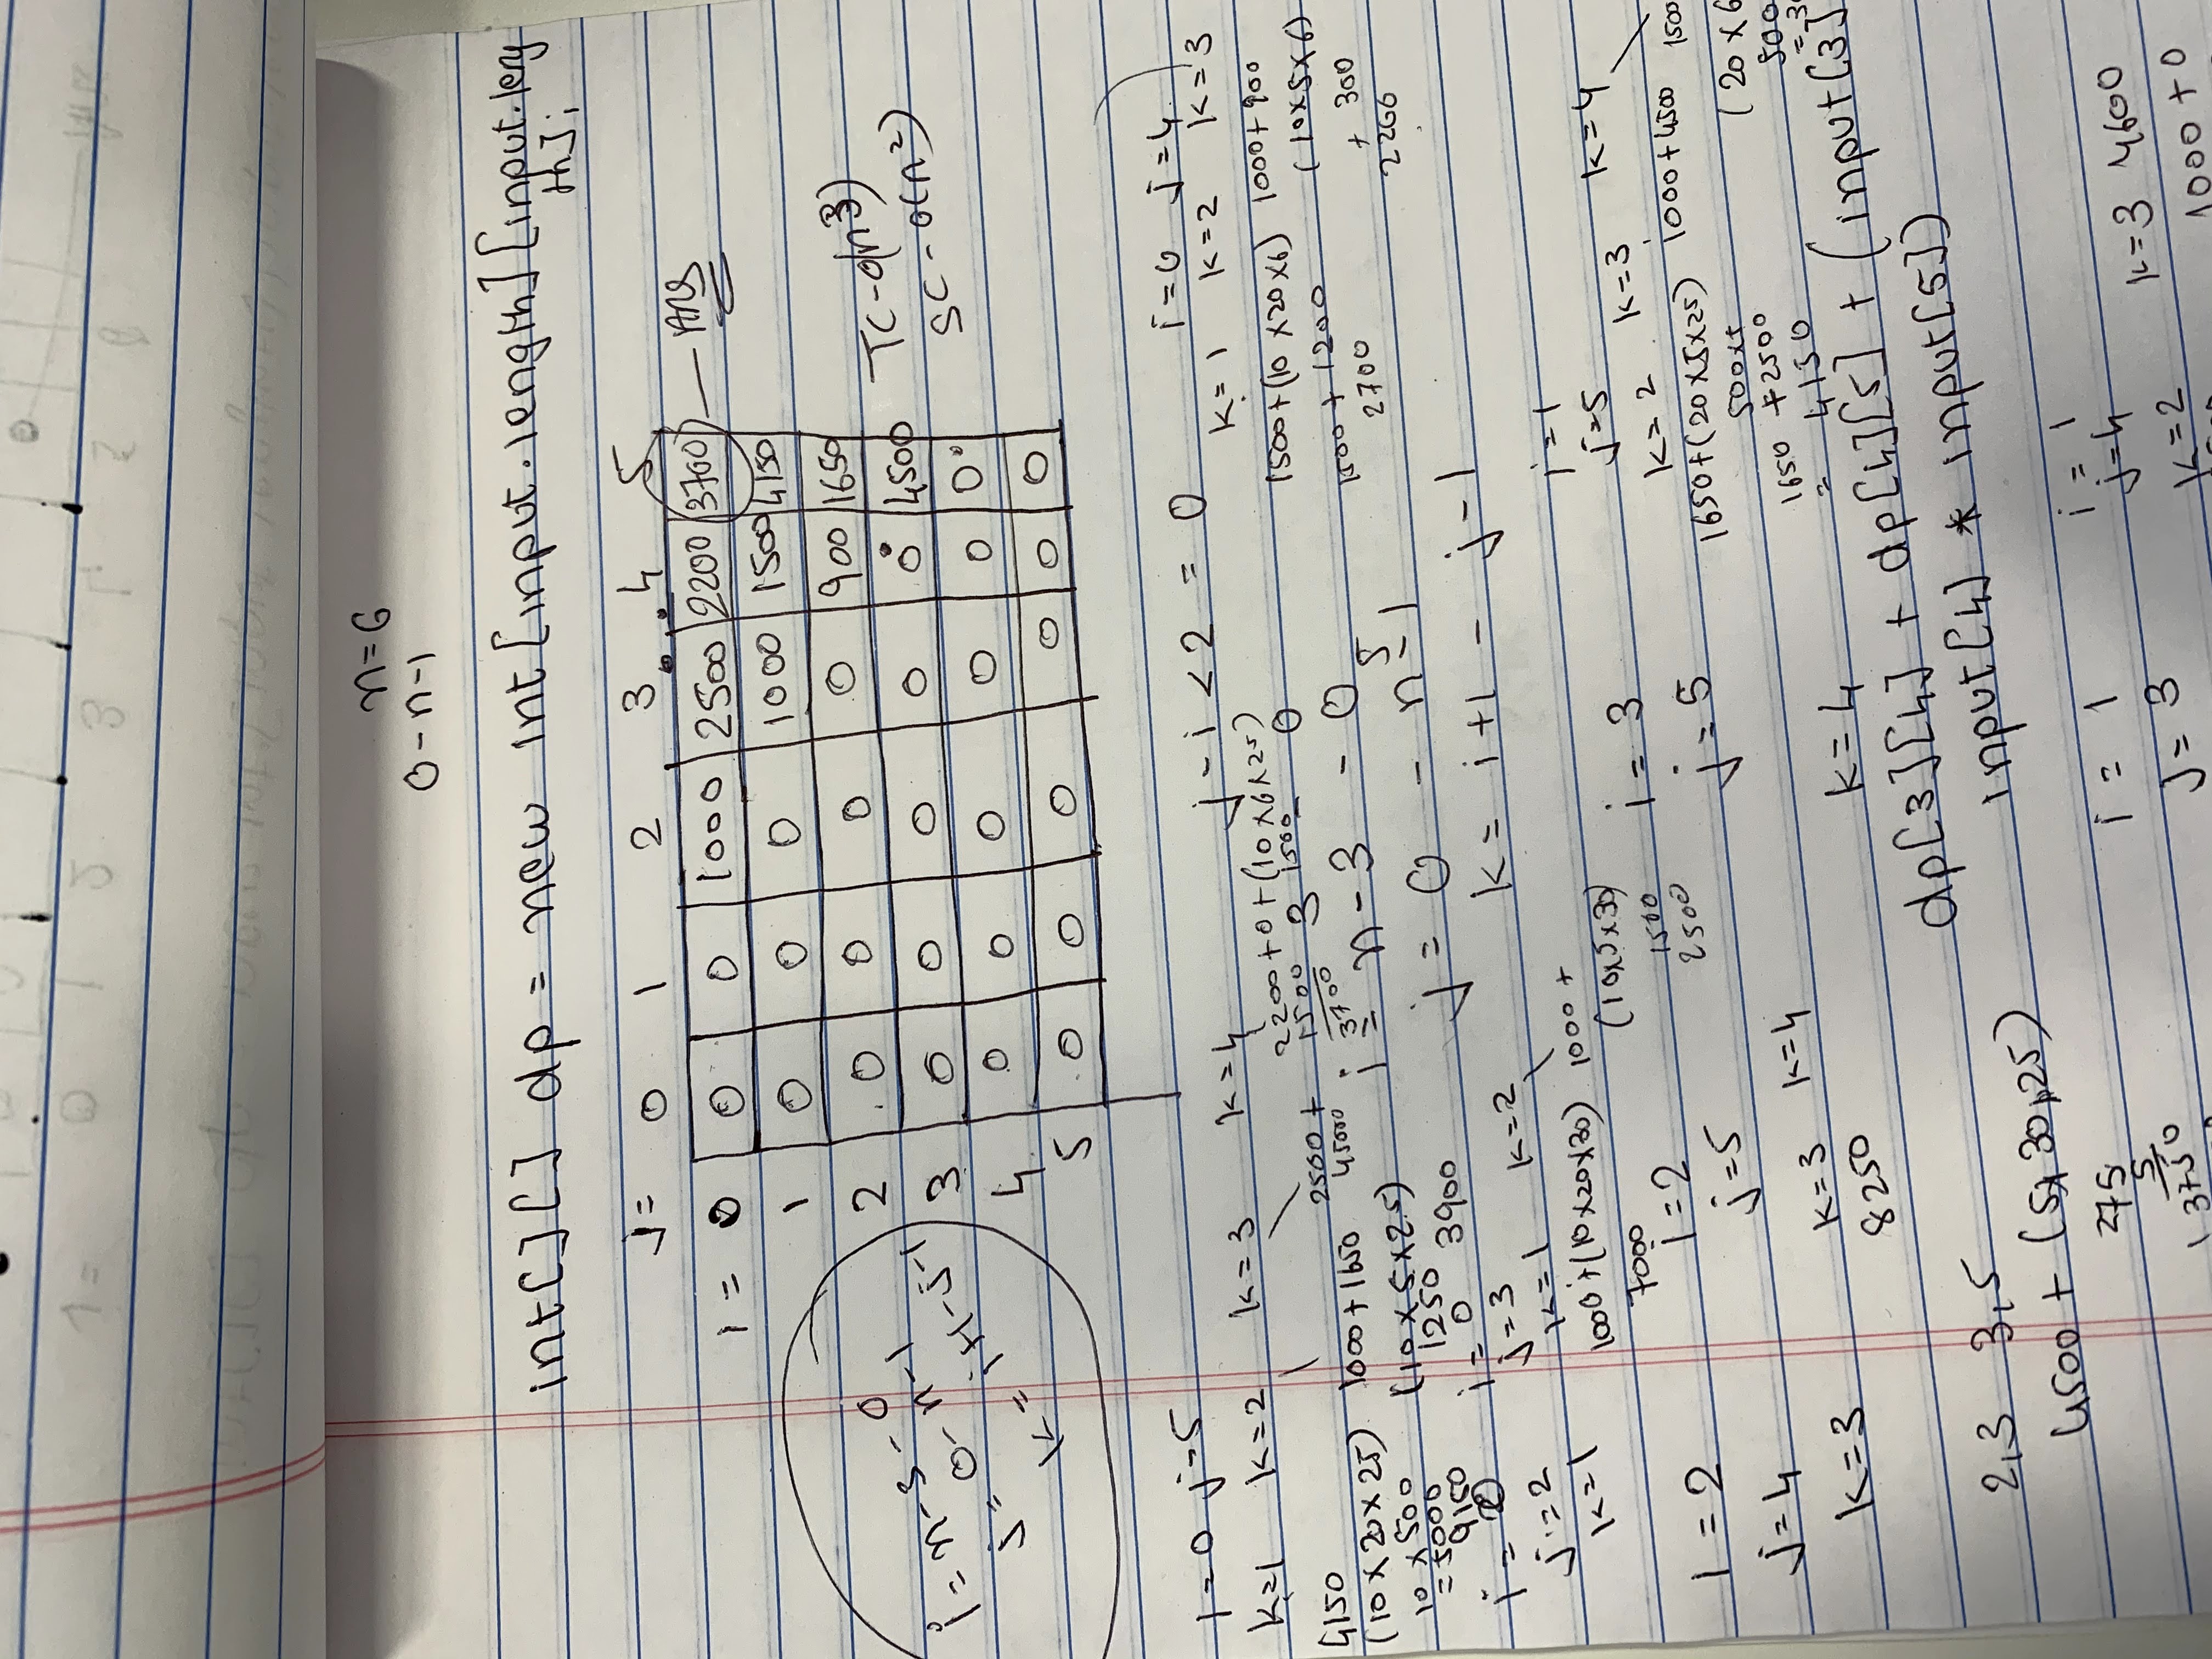 n=6
0-n-1
int[][] dp = new int[input.length][input.leng
th];
j= 0 1 2 3 4 5
i= 0 0 0 1000 2500 2200 3700 — Ans
1 0 0 0 1000 1500 4150
2 0 0 0 0 900 1650
3 0 0 0 0 0 4500
4 0 0 0 0 0 0
5 0 0 0 0 0 0
TC-O(n³)
SC-O(n²)
i=n-3-0
j= 0-n-1
k= i+1-j-1
i=0 j=5
k=1 k=2 k=3 k=4
4150
(10×20×25)
10×500
=5000
9150
1000+1650
(10×5×25)
1250
3900
2500+
45000
2200+0+(10×6×25)
1500
3700
j-i<2 = 0
i=0 j=4
k=1 k=2 k=3
1500+(10×20×6)
1500+1200
2700
1000+900
(10×5×6)
+300
2200
3 1500 - 0
i = n-3 - 0
5
j = 0 - n-1
k = i+1 - j-1
i=0
j=2
k=1
i=0
j=3
k=1 k=2
1000+(10×20×30)
7000
1000+
(10×5×30)
1500
2500
i=1
j=5
k=2 k=3 k=4
1650+(20×5×25)
500×5
1650+2500
= 4150
1000+4500
1500
(20×6
500
= 30
i=2
j=4
k=3
i=2
j=5
k=3 k=4
8250
i=3
j=5
k=4
dp[3][4] + dp[4][5] + (input[3]
input[4] * input[5])
2,3 3,5
4500 + (5×30×25)
275
5
3750
i = 1
j = 3
i = 1
j=4
k=2
k=3 4600
1000+0